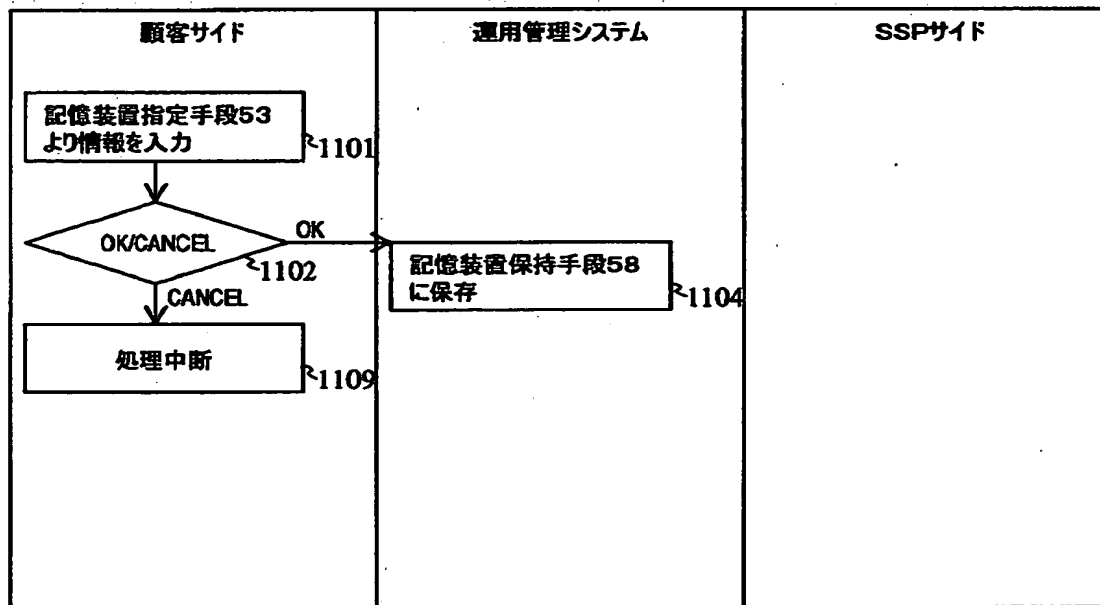 顧客サイド
運用管理システム
SSPサイド
記憶装置指定手段53
より情報を入力
1101
OK/CANCEL
OK
1102
CANCEL
記憶装置保持手段58
に保存
1104
処理中断
1109